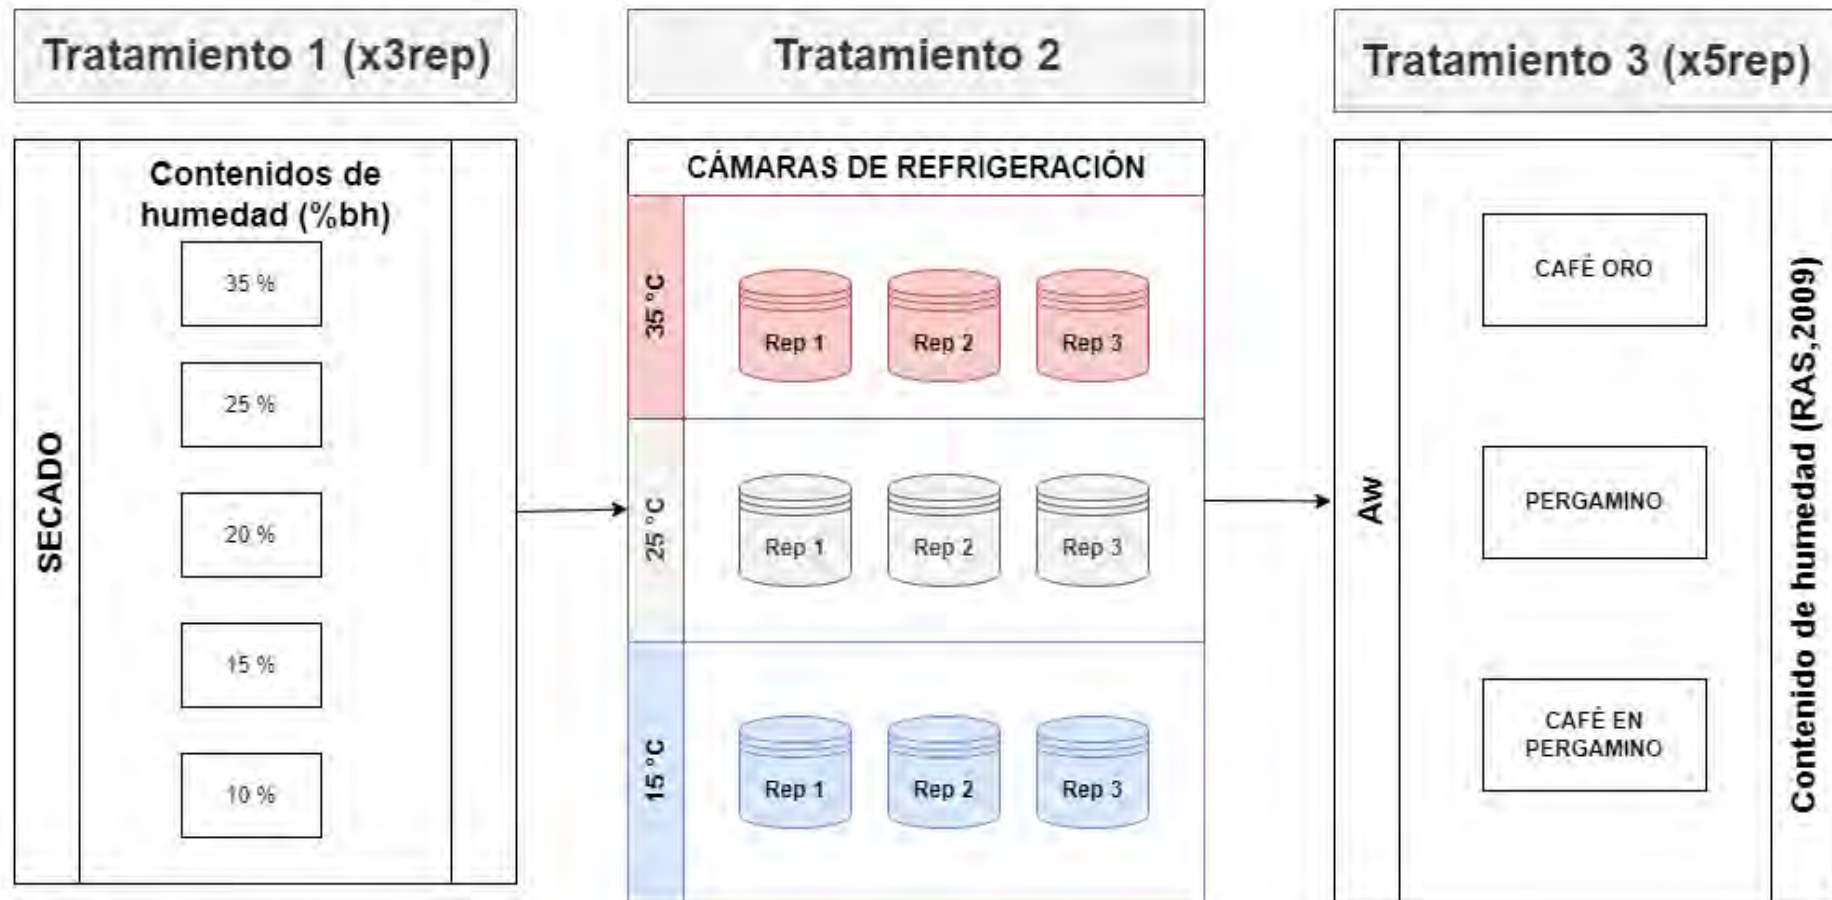 Tratamiento 1 (x3rep)
SECADO
Contenidos de
humedad (%bh)
35 %
25 %
20 %
15 %
10 %
Tratamiento 2
CÁMARAS DE REFRIGERACIÓN
35 °C
Rep 1
Rep 2
Rep 3
25 °C
Rep 1
Rep 2
Rep 3
15 °C
Rep 1
Rep 2
Rep 3
Tratamiento 3 (x5rep)
Aw
CAFÉ ORO
PERGAMINO
CAFÉ EN
PERGAMINO
Contenido de humedad (RAS,2009)